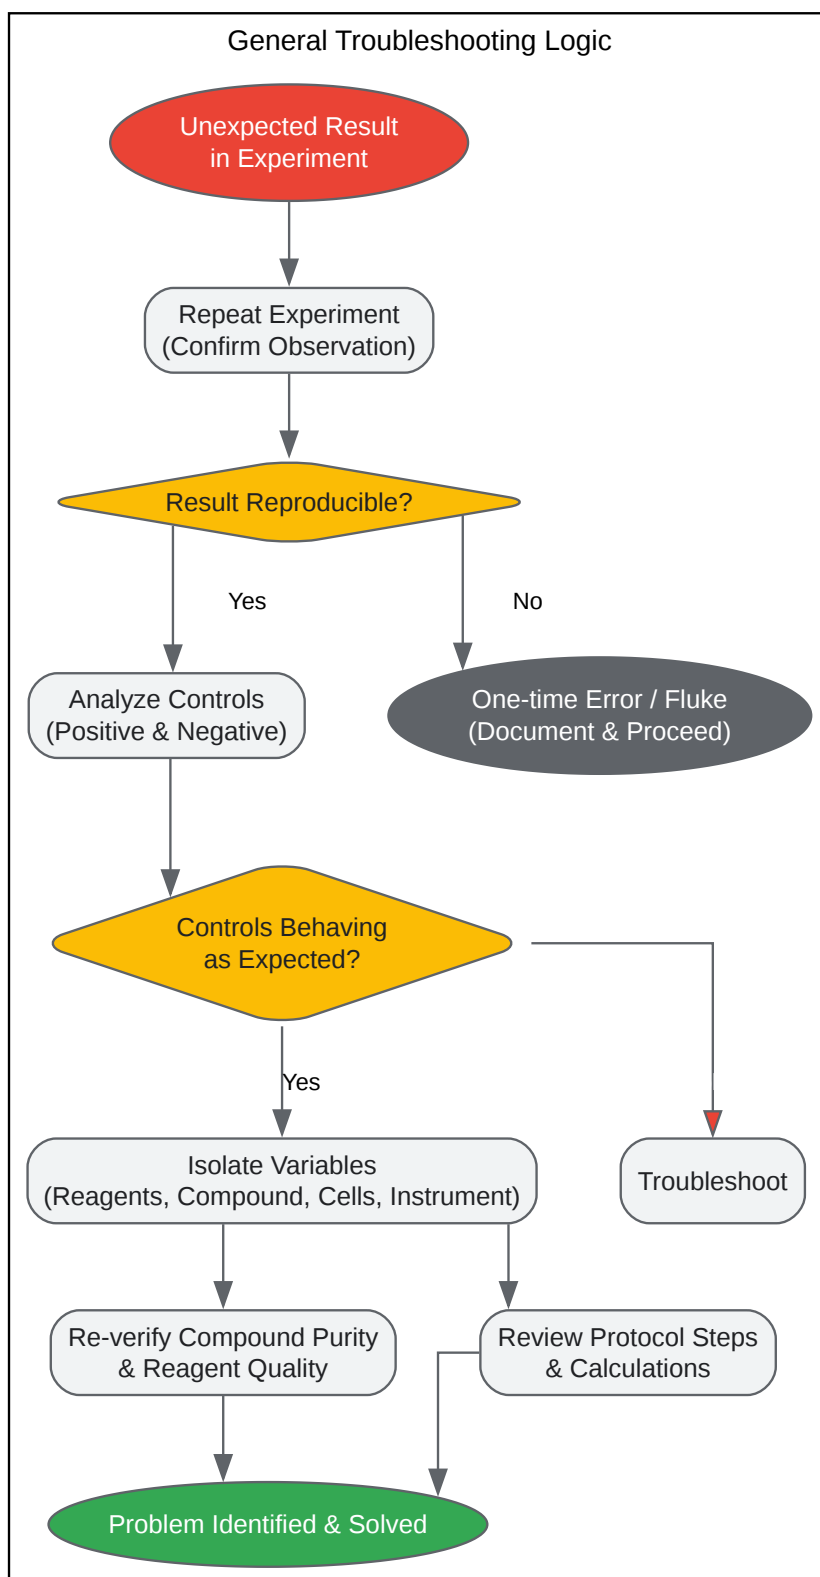 General Troubleshooting Logic
Unexpected Result
in Experiment
Repeat Experiment
(Confirm Observation)
Result Reproducible?
Yes
No
Analyze Controls
(Positive & Negative)
One-time Error / Fluke
(Document & Proceed)
Controls Behaving
as Expected?
Yes
Isolate Variables
(Reagents, Compound, Cells, Instrument)
Troubleshoot
Re-verify Compound Purity
& Reagent Quality
Review Protocol Steps
& Calculations
Problem Identified & Solved